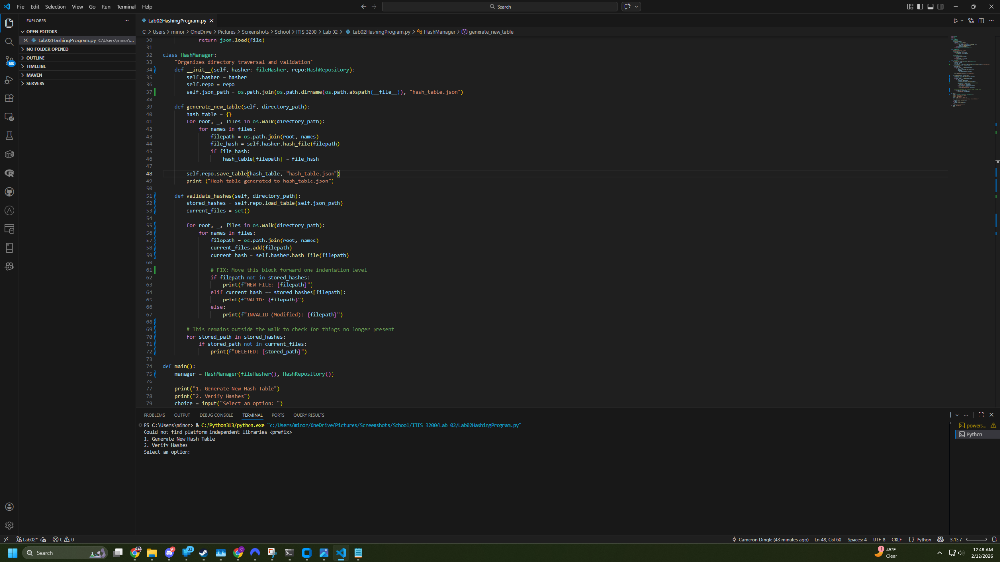 File Edit Selection View Go Run Terminal Help
Search
EXPLORER
OPEN EDITORS
Lab02HashingProgram.py C:\Users\minor\...
NO FOLDER OPENED
OUTLINE
TIMELINE
MAVEN
SERVERS
10K
Lab02HashingProgram.py
C: > Users > minor > OneDrive > Pictures > Screenshots > School > ITIS 3200 > Lab 02 > Lab02HashingProgram.py > HashManager > generate_new_table
30 return json.load(file)
31
32 class HashManager:
33 "Organizes directory traversal and validation"
34 def __init__(self, hasher: fileHasher, repo:HashRepository):
35 self.hasher = hasher
36 self.repo = repo
37 self.json_path = os.path.join(os.path.dirname(os.path.abspath(__file__)), "hash_table.json")
38
39 def generate_new_table(self, directory_path):
40 hash_table = {}
41 for root, _, files in os.walk(directory_path):
42 for names in files:
43 filepath = os.path.join(root, names)
44 file_hash = self.hasher.hash_file(filepath)
45 if file_hash:
46 hash_table[filepath] = file_hash
47
48 self.repo.save_table(hash_table, "hash_table.json")
49 print ("Hash table generated to hash_table.json")
50
51 def validate_hashes(self, directory_path):
52 stored_hashes = self.repo.load_table(self.json_path)
53 current_files = set()
54
55 for root, _, files in os.walk(directory_path):
56 for names in files:
57 filepath = os.path.join(root, names)
58 current_files.add(filepath)
59 current_hash = self.hasher.hash_file(filepath)
60
61 # FIX: Move this block forward one indentation level
62 if filepath not in stored_hashes:
63 print(f"NEW FILE: {filepath}")
64 elif current_hash == stored_hashes[filepath]:
65 print(f"VALID: {filepath}")
66 else:
67 print(f"INVALID (Modified): {filepath}")
68
69 # This remains outside the walk to check for things no longer present
70 for stored_path in stored_hashes:
71 if stored_path not in current_files:
72 print(f"DELETED: {stored_path}")
73
74 def main():
75 manager = HashManager(fileHasher(), HashRepository())
76
77 print("1. Generate New Hash Table")
78 print("2. Verify Hashes")
79 choice = input("Select an option: ")
PROBLEMS OUTPUT DEBUG CONSOLE TERMINAL PORTS QUERY RESULTS
PS C:\Users\minor> & C:/Python313/python.exe "c:/Users/minor/OneDrive/Pictures/Screenshots/School/ITIS 3200/Lab 02/Lab02HashingProgram.py"
Could not find platform independent libraries <prefix>
1. Generate New Hash Table
2. Verify Hashes
Select an option:
powers...
Python
Lab02* 0 0
Cameron Dingle (43 minutes ago) Ln 48, Col 60 Spaces: 4 UTF-8 CRLF { } Python 3.13.7
Search
9+
33
1
45°F
Clear
12:48 AM
2/12/2026